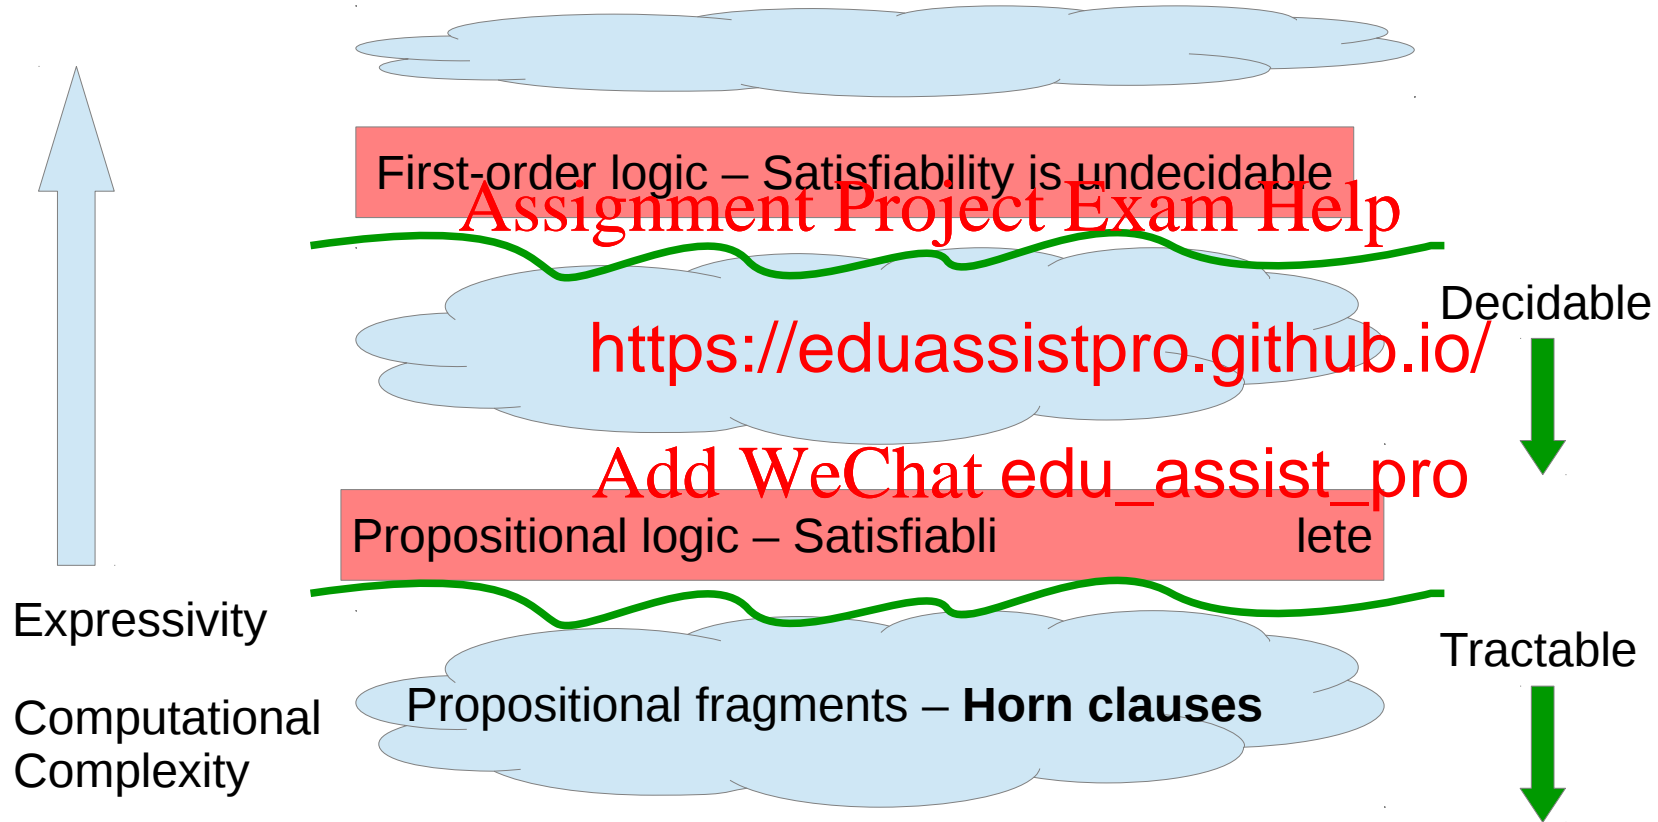 First-order logic – Satisfiability is undecidable
Assignment Project Exam Help
Decidable
https://eduassistpro.github.io/
Add WeChat edu_assist_pro
Propositional logic – Satisfiabli lete
Expressivity
Tractable
Propositional fragments – Horn clauses
Computational
Complexity